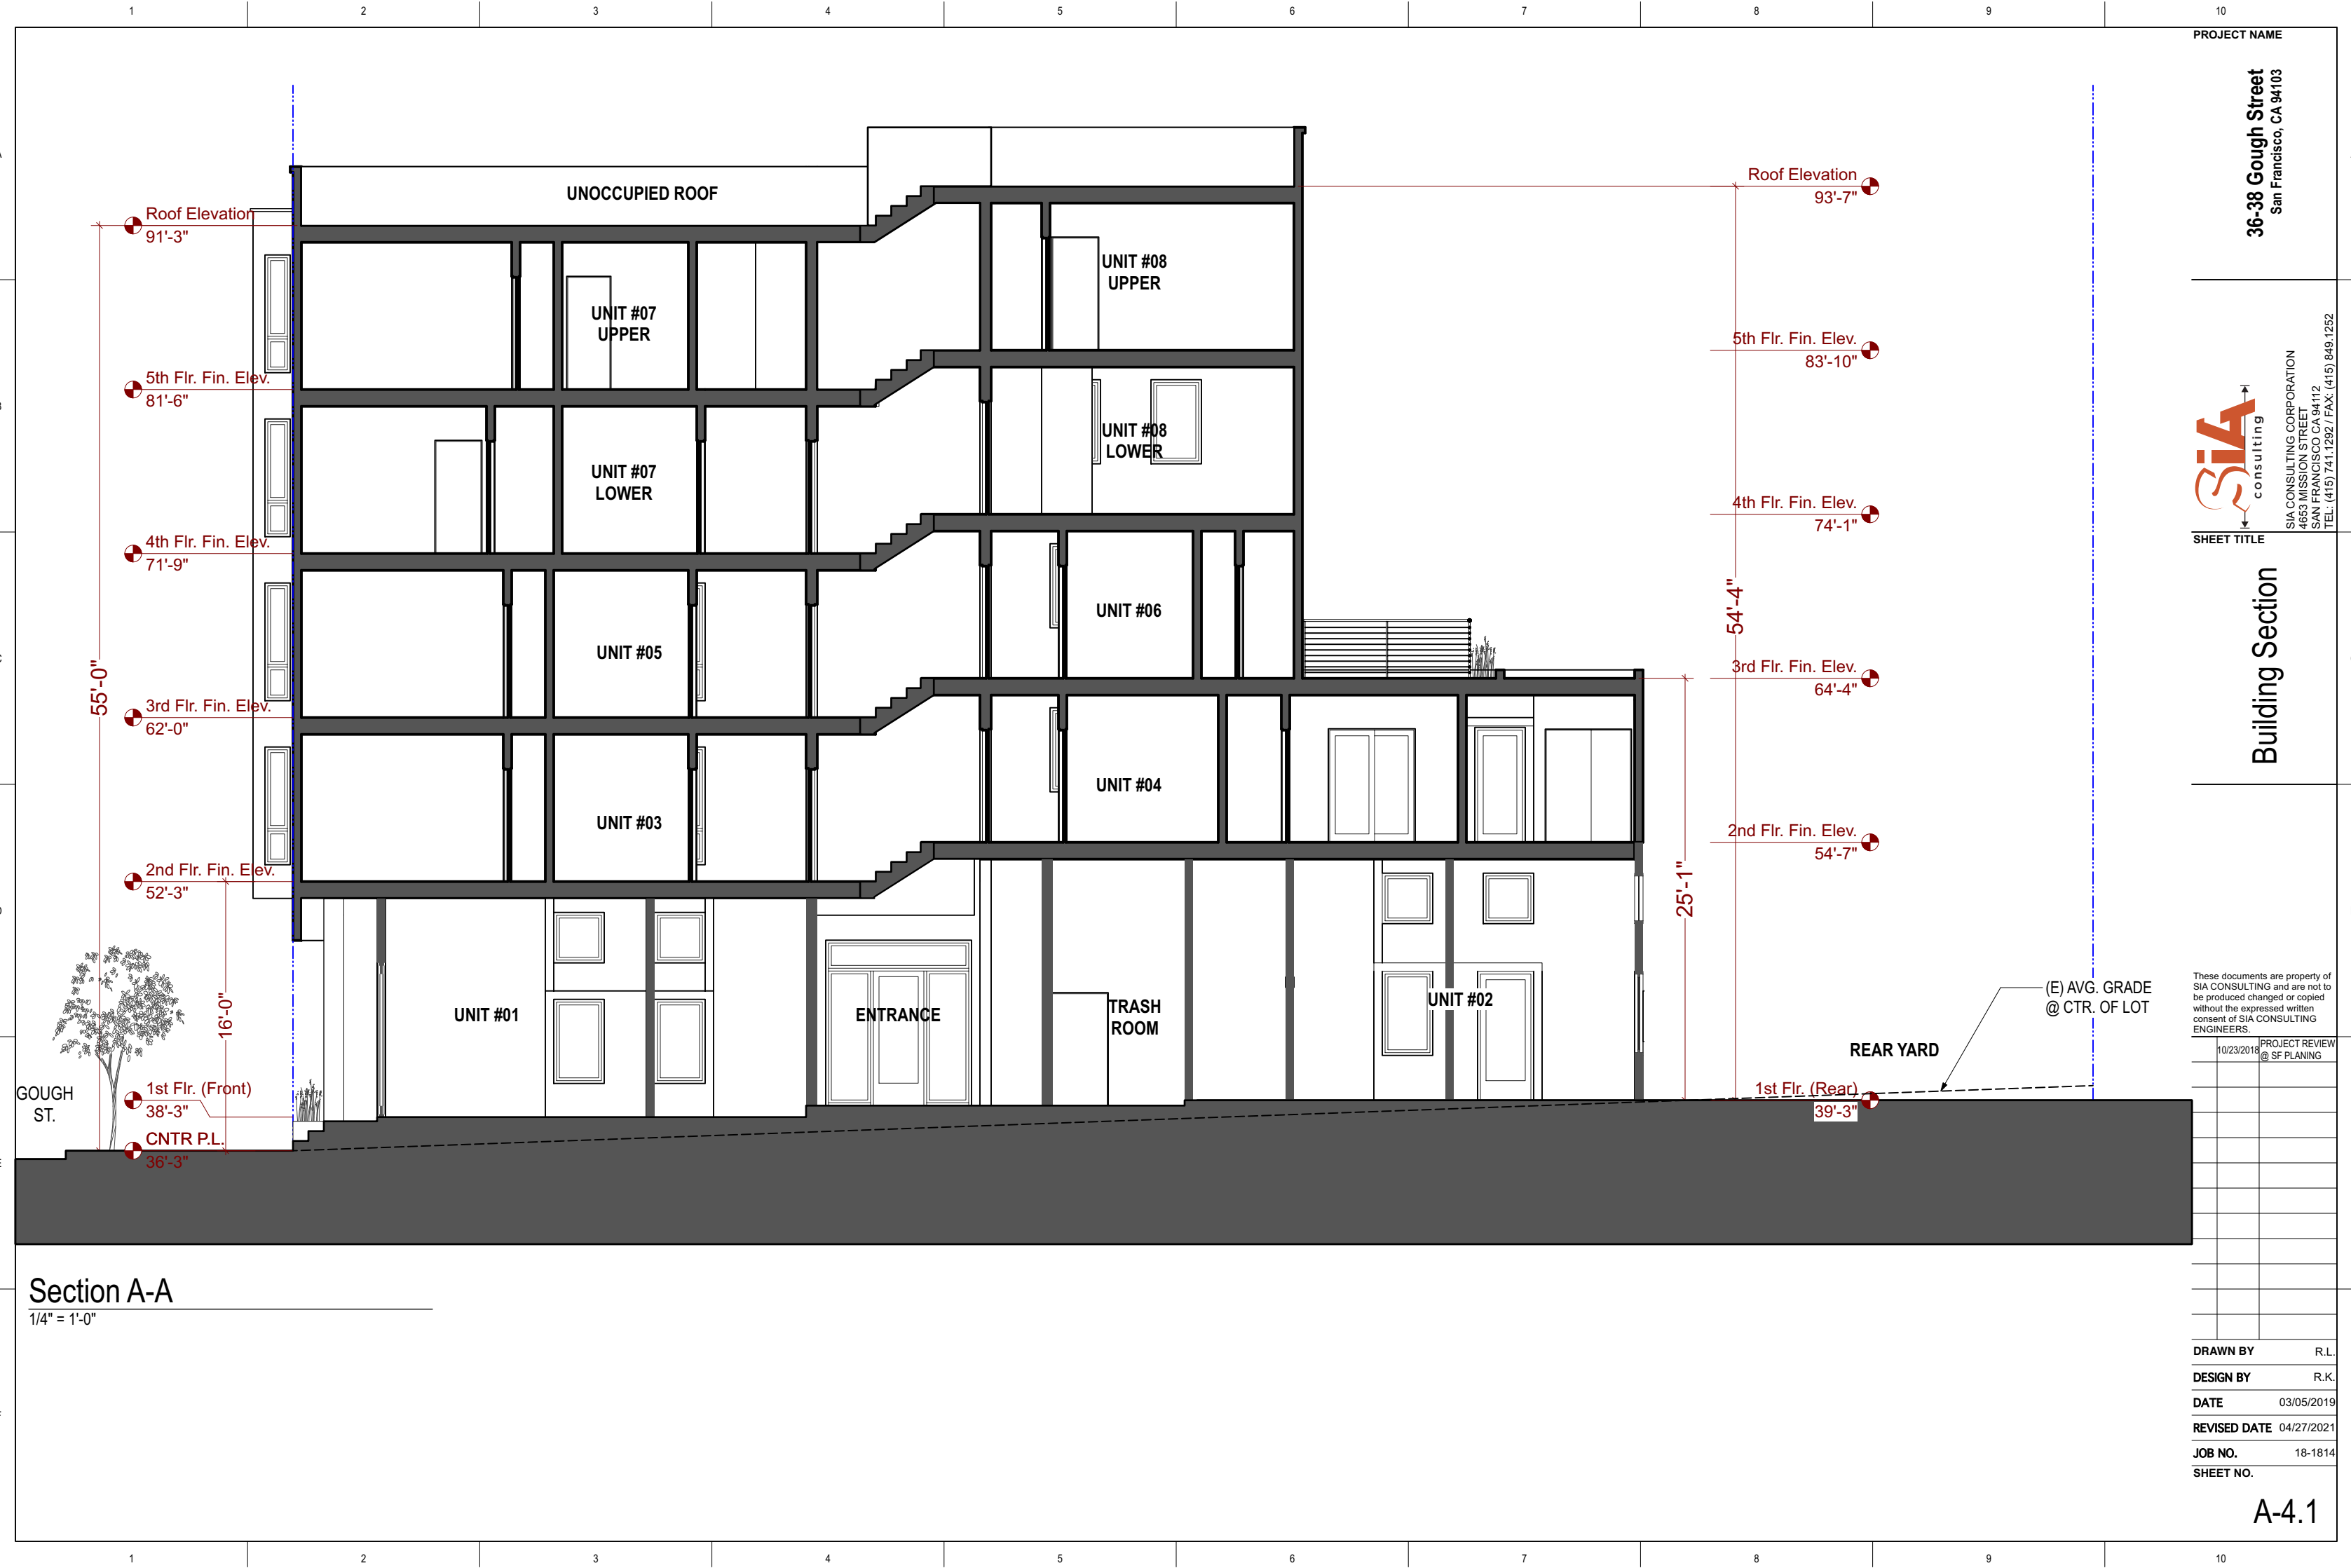 1 2 3 4 5 6 7 8 9 10
PROJECT NAME
36-38 Gough Street
San Francisco, CA 94103
UNOCCUPIED ROOF
Roof Elevation
93'-7"
Roof Elevation
91'-3"
UNIT #08
UPPER
UNIT #07
UPPER
5th Flr. Fin. Elev.
83'-10"
5th Flr. Fin. Elev.
81'-6"
UNIT #08
LOWER
UNIT #07
LOWER
4th Flr. Fin. Elev.
74'-1"
4th Flr. Fin. Elev.
71'-9"
SiA
consulting
SIA CONSULTING CORPORATION
4653 MISSION STREET
SAN FRANCISCO CA 94112
TEL: (415) 741.1292 / FAX: (415) 849.1252
SHEET TITLE
Building Section
UNIT #06
UNIT #05
54'-4"
55'-0"
3rd Flr. Fin. Elev.
64'-4"
3rd Flr. Fin. Elev.
62'-0"
UNIT #04
UNIT #03
2nd Flr. Fin. Elev.
54'-7"
2nd Flr. Fin. Elev.
52'-3"
25'-1"
16'-0"
UNIT #01
ENTRANCE
TRASH
ROOM
UNIT #02
(E) AVG. GRADE
@ CTR. OF LOT
REAR YARD
GOUGH
ST.
1st Flr. (Front)
38'-3"
1st Flr. (Rear)
39'-3"
CNTR P.L.
36'-3"
These documents are property of
SIA CONSULTING and are not to
be produced changed or copied
without the expressed written
consent of SIA CONSULTING
ENGINEERS.
10/23/2018 PROJECT REVIEW
@ SF PLANING
Section A-A
1/4" = 1'-0"
DRAWN BY R.L.
DESIGN BY R.K.
DATE 03/05/2019
REVISED DATE 04/27/2021
JOB NO. 18-1814
SHEET NO.
A-4.1
1 2 3 4 5 6 7 8 9 10